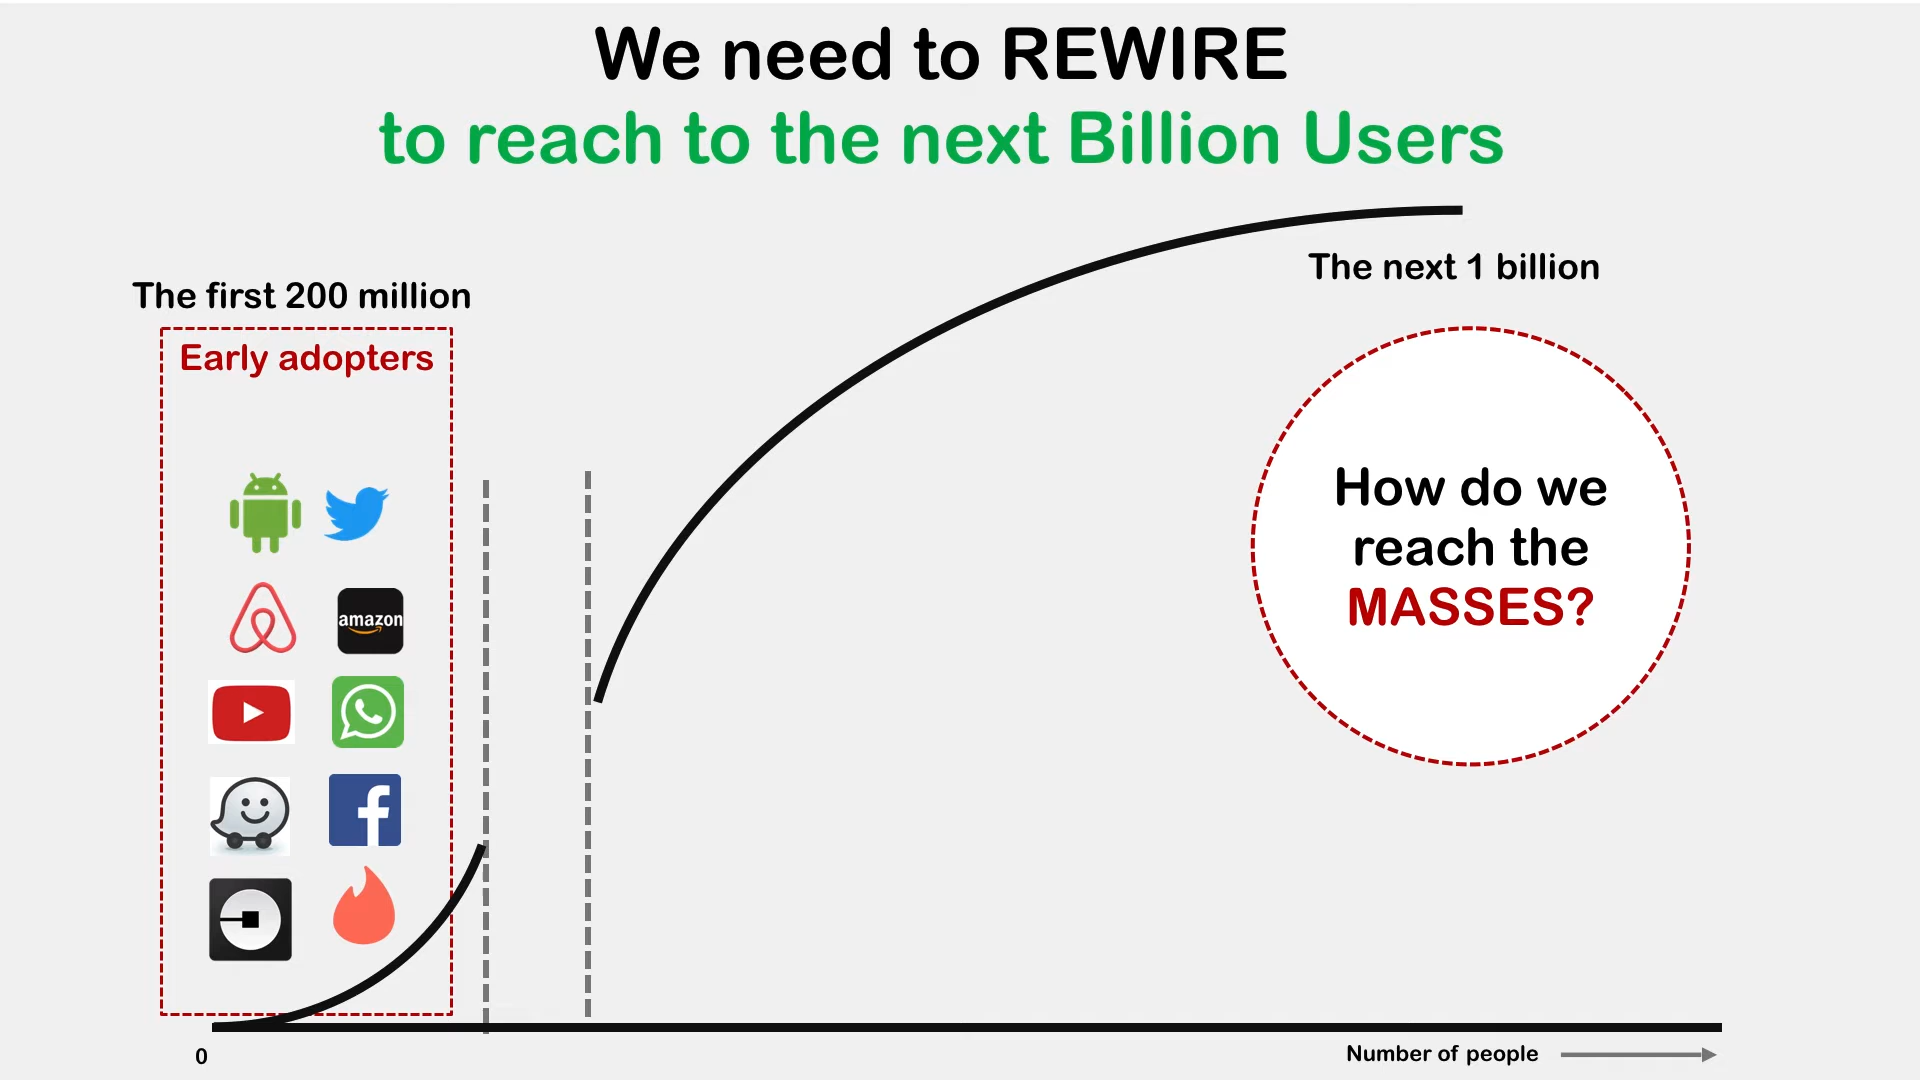 We need to REWIRE
to reach to the next Billion Users
The first 200 million
Early adopters
amazon
The next 1 billion
How do we
reach the
MASSES?
0
Number of people